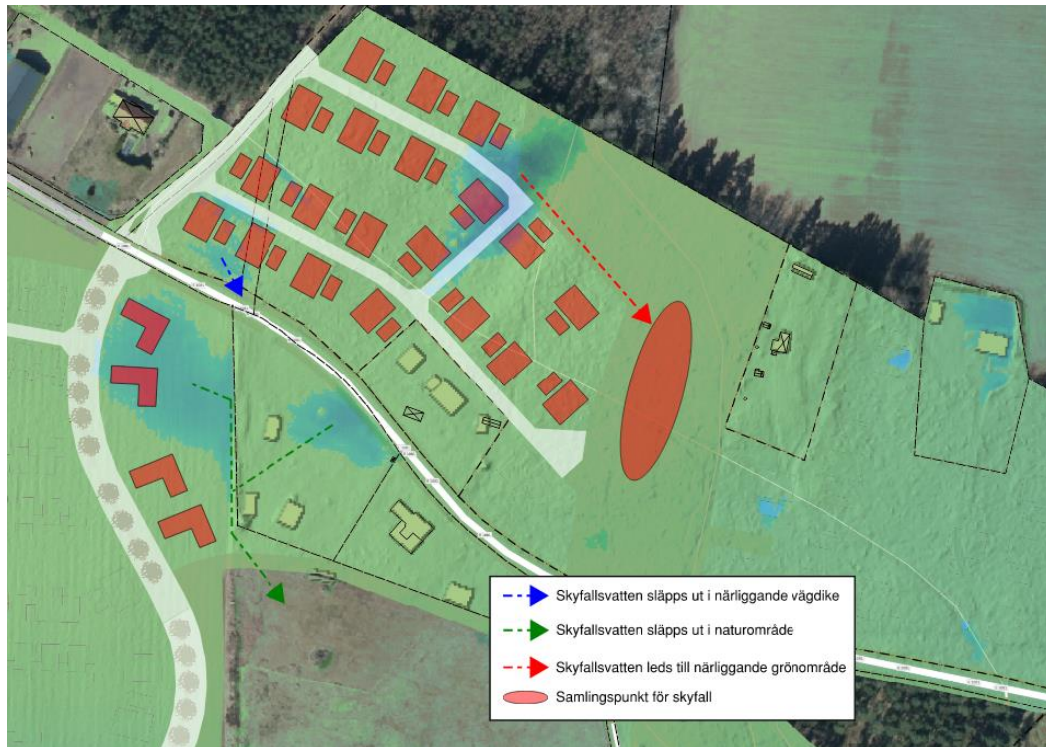 Skyfallsvatten släpps ut i närliggande vägdike
Skyfallsvatten släpps ut i naturområde
Skyfallsvatten leds till närliggande grönområde
Samlingspunkt för skyfall